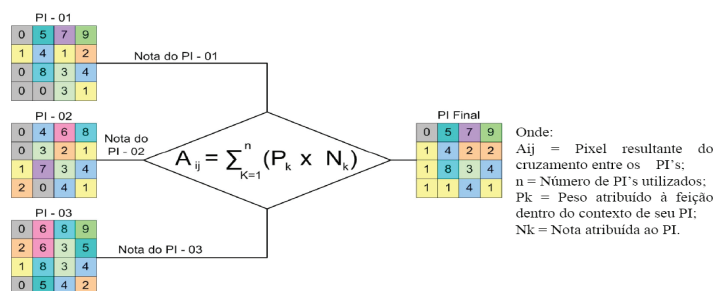 PI - 01
0 5 7 9
1 4 1 2
0 8 3 4
0 0 3 1
Nota do PI - 01
PI - 02
0 4 6 8
0 3 2 1
1 7 3 4
2 0 4 1
Nota do
PI - 02
A ij = ∑ n K=1 (P k x N k)
PI Final
0 5 7 9
1 4 2 2
1 8 3 4
1 1 4 1
PI - 03
0 6 8 9
2 6 3 5
1 8 3 4
0 5 4 2
Nota do PI - 03
Onde:
Aij = Pixel resultante do
cruzamento entre os PI`s;
n = Número de PI`s utilizados;
Pk = Peso atribuído à feição
dentro do contexto de seu PI;
Nk = Nota atribuída ao PI.